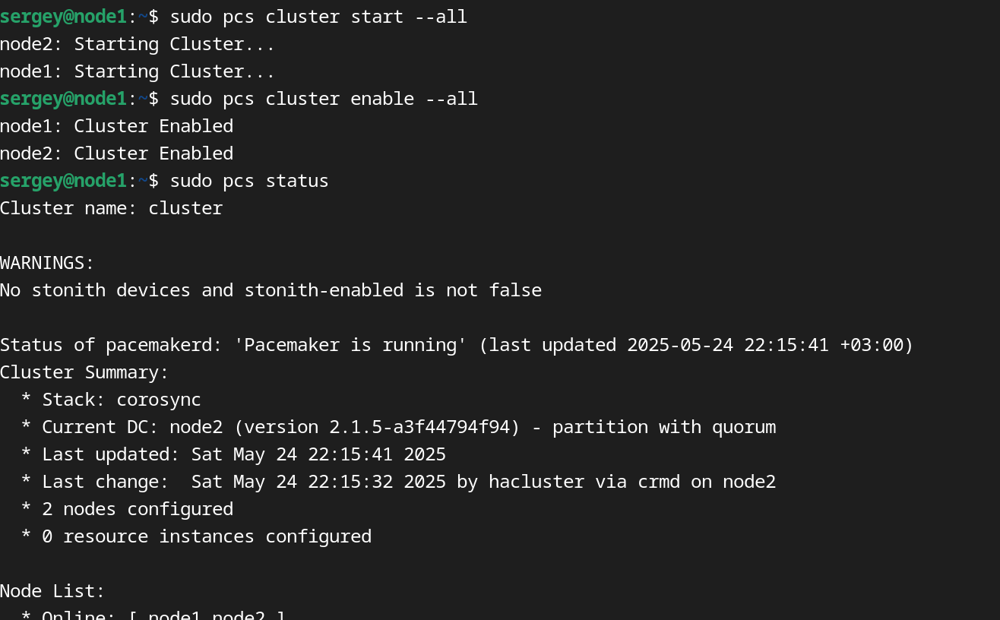 sergey@node1:~$ sudo pcs cluster start --all
node2: Starting Cluster...
node1: Starting Cluster...
sergey@node1:~$ sudo pcs cluster enable --all
node1: Cluster Enabled
node2: Cluster Enabled
sergey@node1:~$ sudo pcs status
Cluster name: cluster
WARNINGS:
No stonith devices and stonith-enabled is not false
Status of pacemakerd: 'Pacemaker is running' (last updated 2025-05-24 22:15:41 +03:00)
Cluster Summary:
  * Stack: corosync
  * Current DC: node2 (version 2.1.5-a3f44794f94) - partition with quorum
  * Last updated: Sat May 24 22:15:41 2025
  * Last change:  Sat May 24 22:15:32 2025 by hacluster via crmd on node2
  * 2 nodes configured
  * 0 resource instances configured
Node List:
  * Online: [ node1 node2 ]